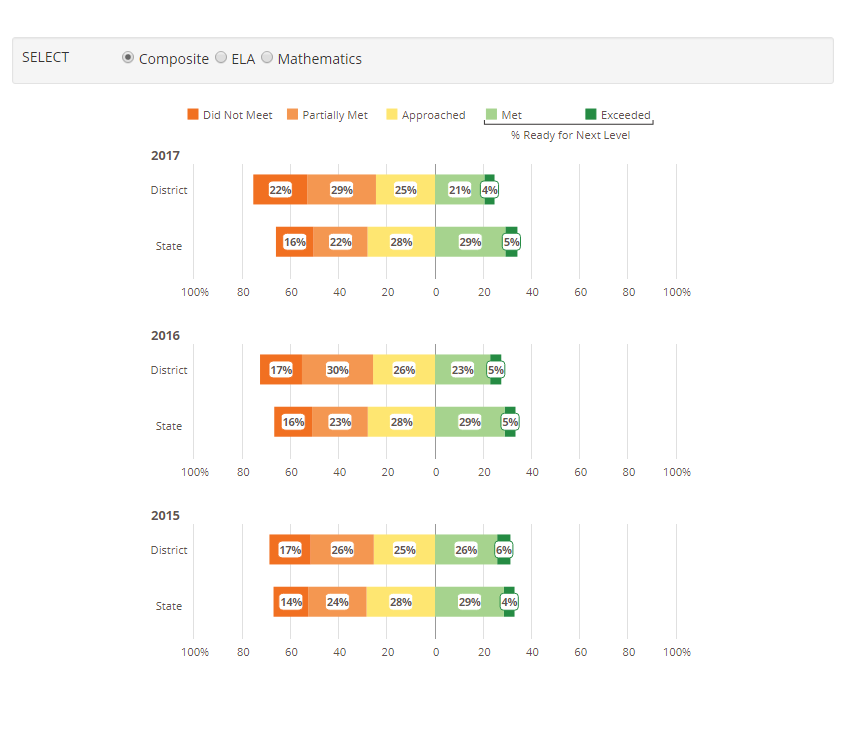 SELECT Composite ELA Mathematics
Did Not Meet Partially Met Approached Met Exceeded
% Ready for Next Level
2017
District 22% 29% 25% 21% 4%
State 16% 22% 28% 29% 5%
100% 80 60 40 20 0 20 40 60 80 100%
2016
District 17% 30% 26% 23% 5%
State 16% 23% 28% 29% 5%
100% 80 60 40 20 0 20 40 60 80 100%
2015
District 17% 26% 25% 26% 6%
State 14% 24% 28% 29% 4%
100% 80 60 40 20 0 20 40 60 80 100%